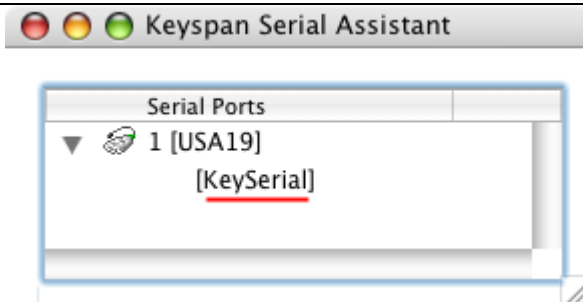 Keyspan Serial Assistant
Serial Ports
1 [USA19]
[KeySerial]